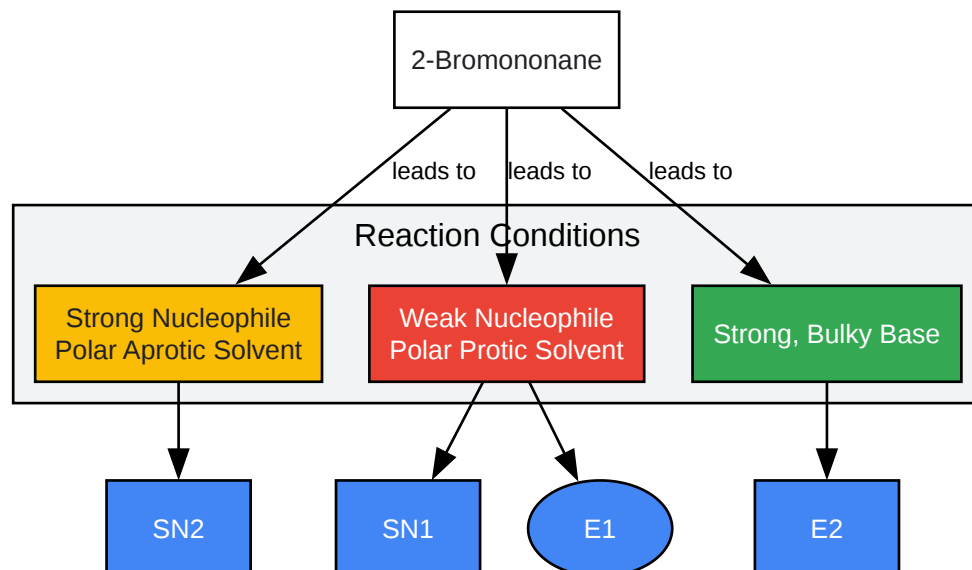 2-Bromononane
leads to
leads to
leads to
Reaction Conditions
Strong Nucleophile
Polar Aprotic Solvent
Weak Nucleophile
Polar Protic Solvent
Strong, Bulky Base
SN2
SN1
E1
E2